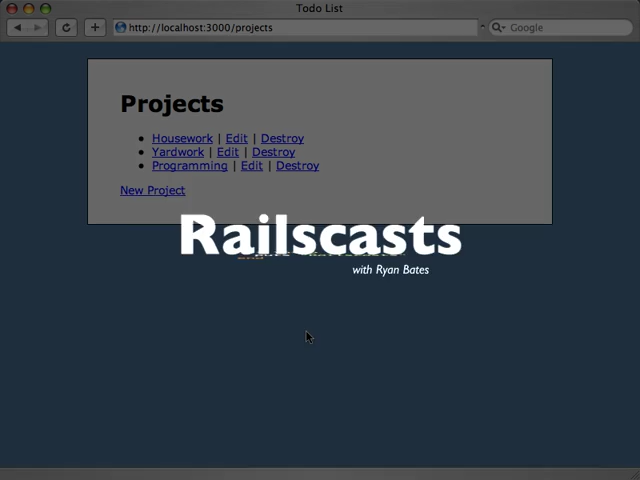 Todo List
http://localhost:3000/projects
Google
Projects
Housework | Edit | Destroy
Yardwork | Edit | Destroy
Programming | Edit | Destroy
New Project
Railscasts
with Ryan Bates